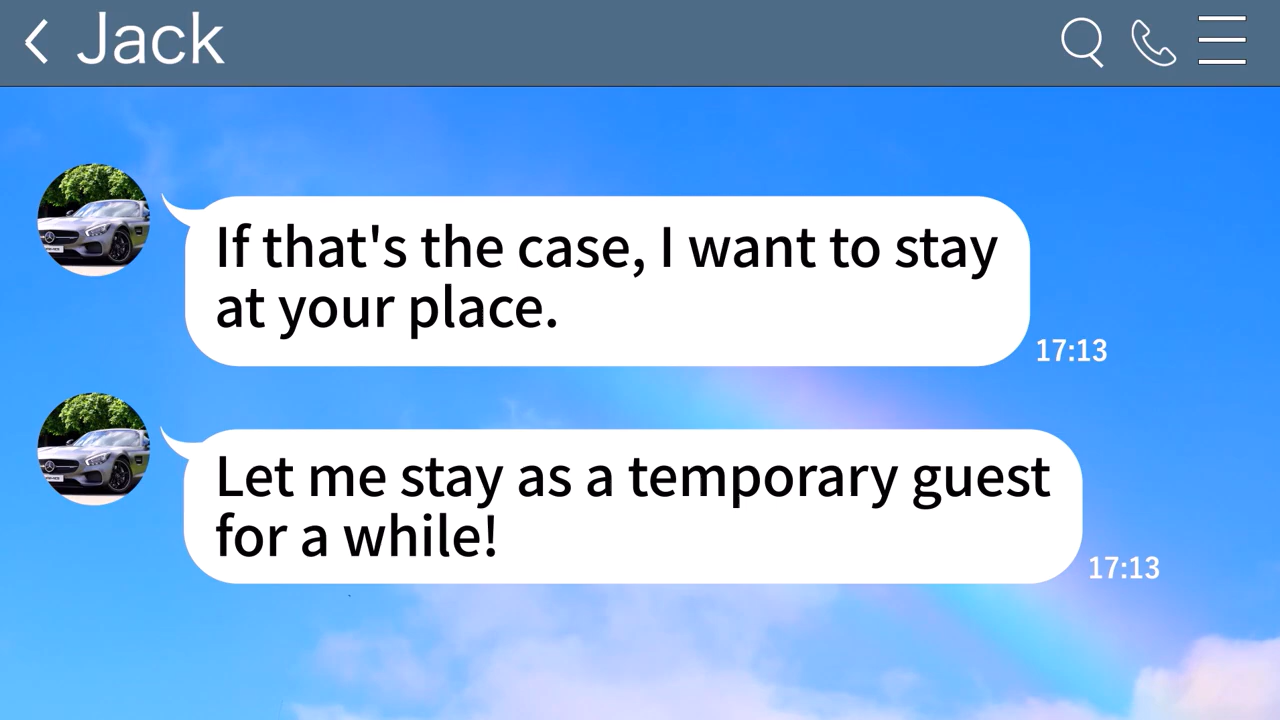 Jack
If that's the case, I want to stay
at your place.
17:13
Let me stay as a temporary guest
for a while!
17:13